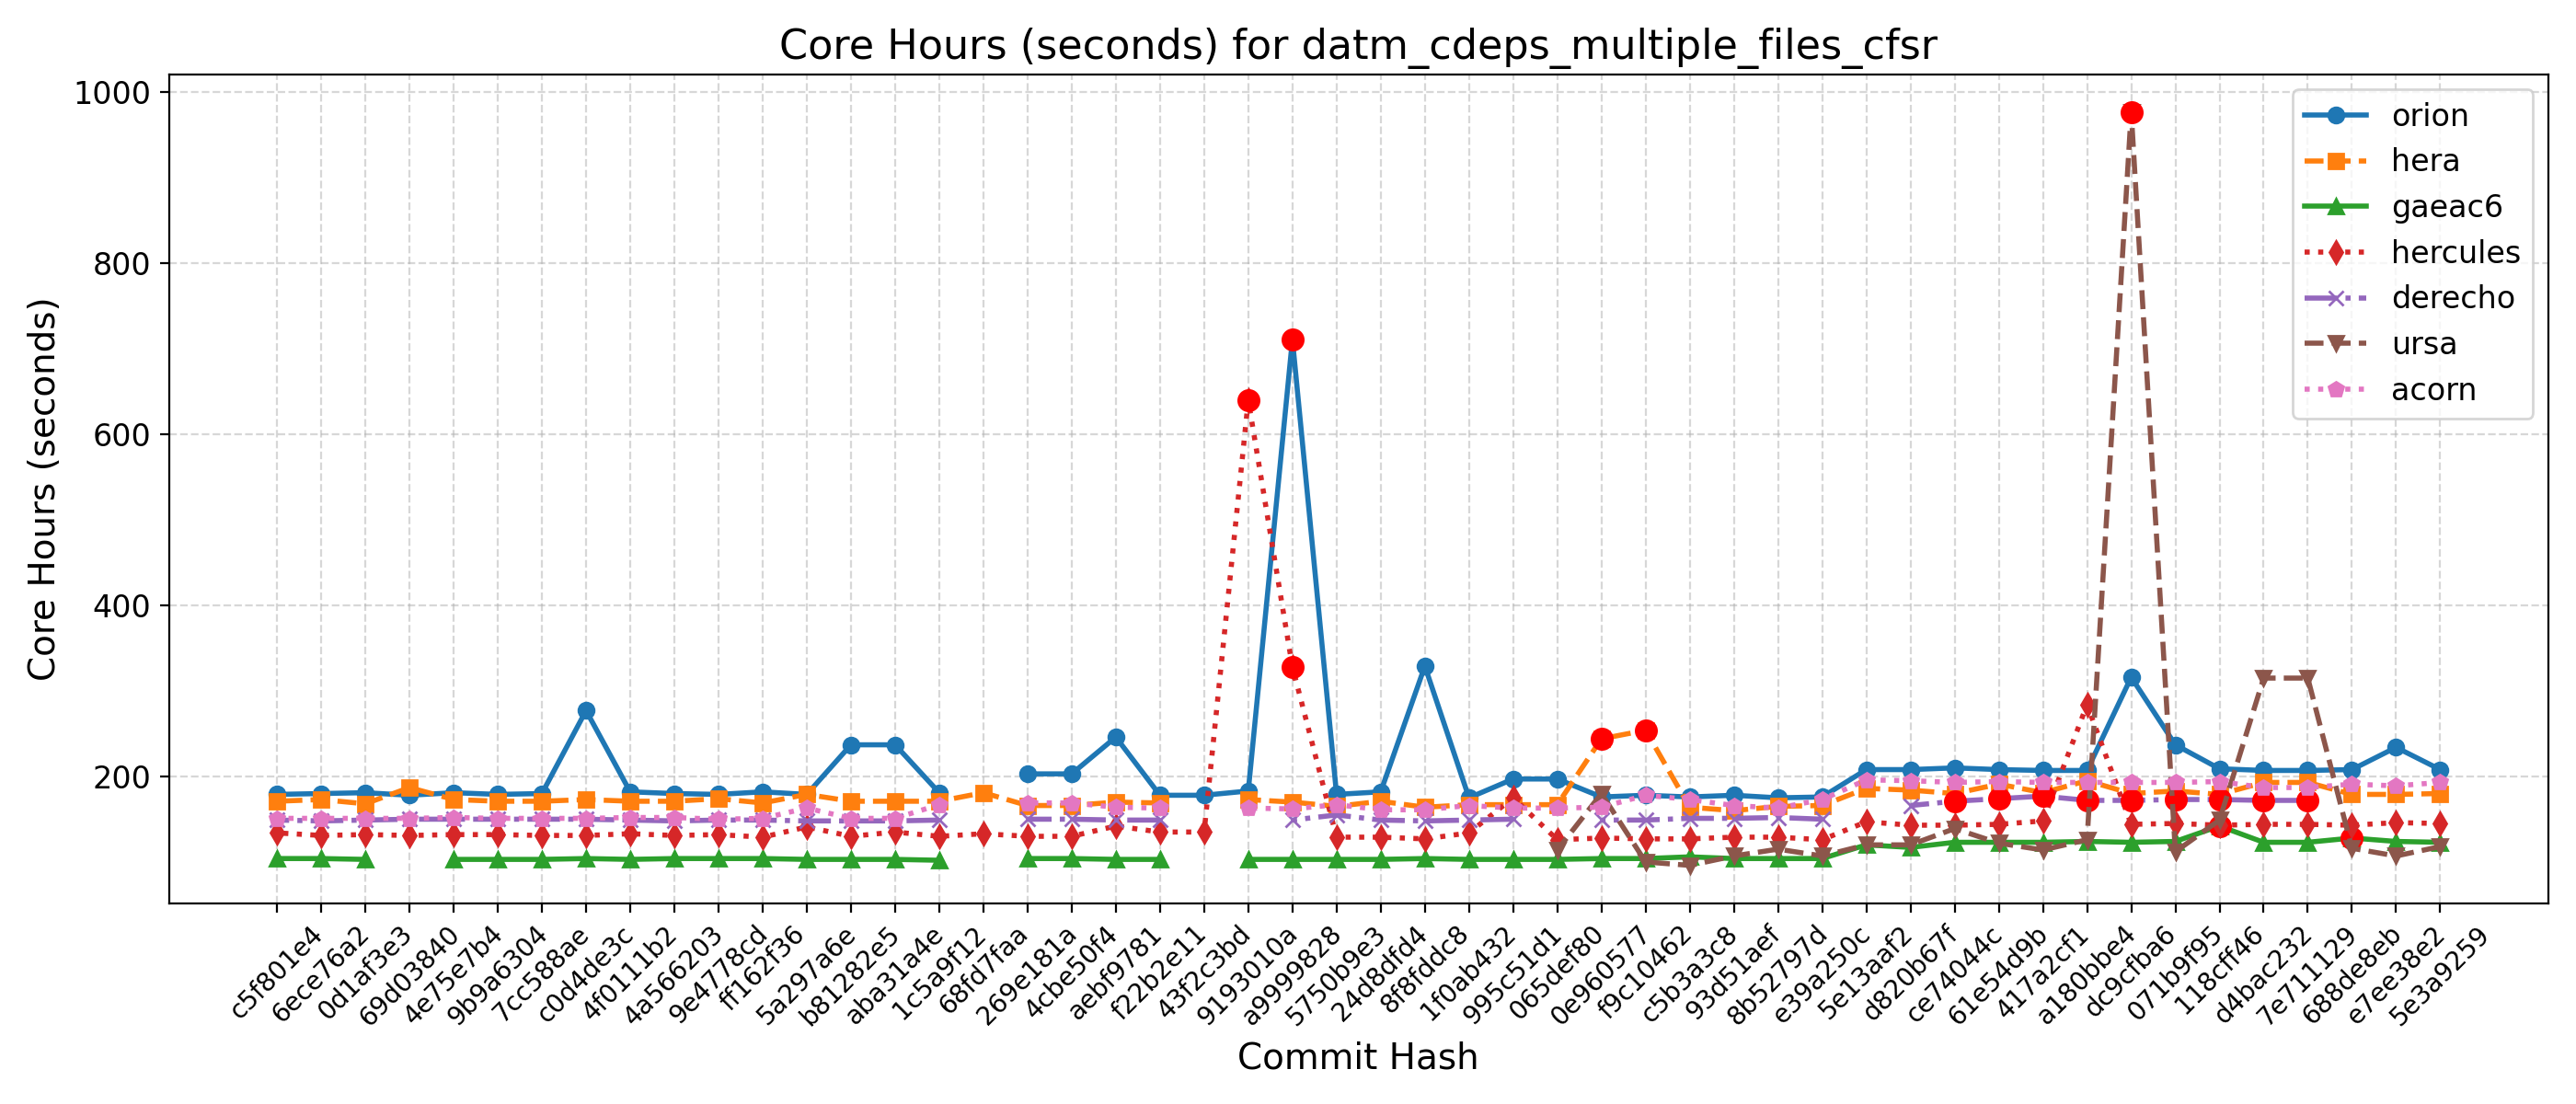 Core Hours (seconds) for datm_cdeps_multiple_files_cfsr
Core Hours (seconds)
1000
800
600
400
200
orion
hera
gaeac6
hercules
derecho
ursa
acorn
c5f801e4
6ece76a2
0d1af3e3
69d03840
4e75e7b4
9b9a6304
7cc588ae
c0d4de3c
4f0111b2
4a566203
9e4778cd
ff162f36
5a297a6e
b81282e5
aba31a4e
1c5a9f12
68fd7faa
269e181a
4cbe50f4
aebf9781
f22b2e11
43f2c3bd
9193010a
a9999828
5750b9e3
24d8dfd4
8f8fddc8
1f0ab432
995c51d1
065def80
0e960577
f9c10462
c5b3a3c8
93d51aef
8b52797d
e39a250c
5e13aaf2
d820b67f
ce74044c
61e54d9b
417a2cf1
a180bbe4
dc9cfba6
071b9f95
118cff46
d4bac232
7e711129
688de8eb
e7ee38e2
5e3a9259
Commit Hash